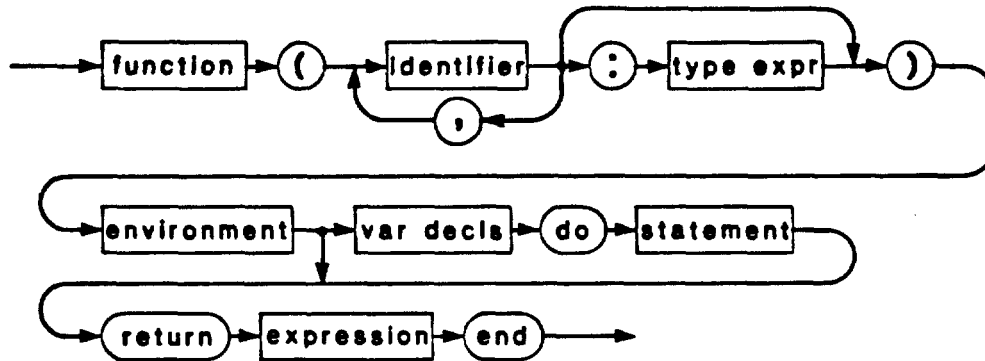 function ( identifier : type expr )
,
environment var decls do statement
return expression end